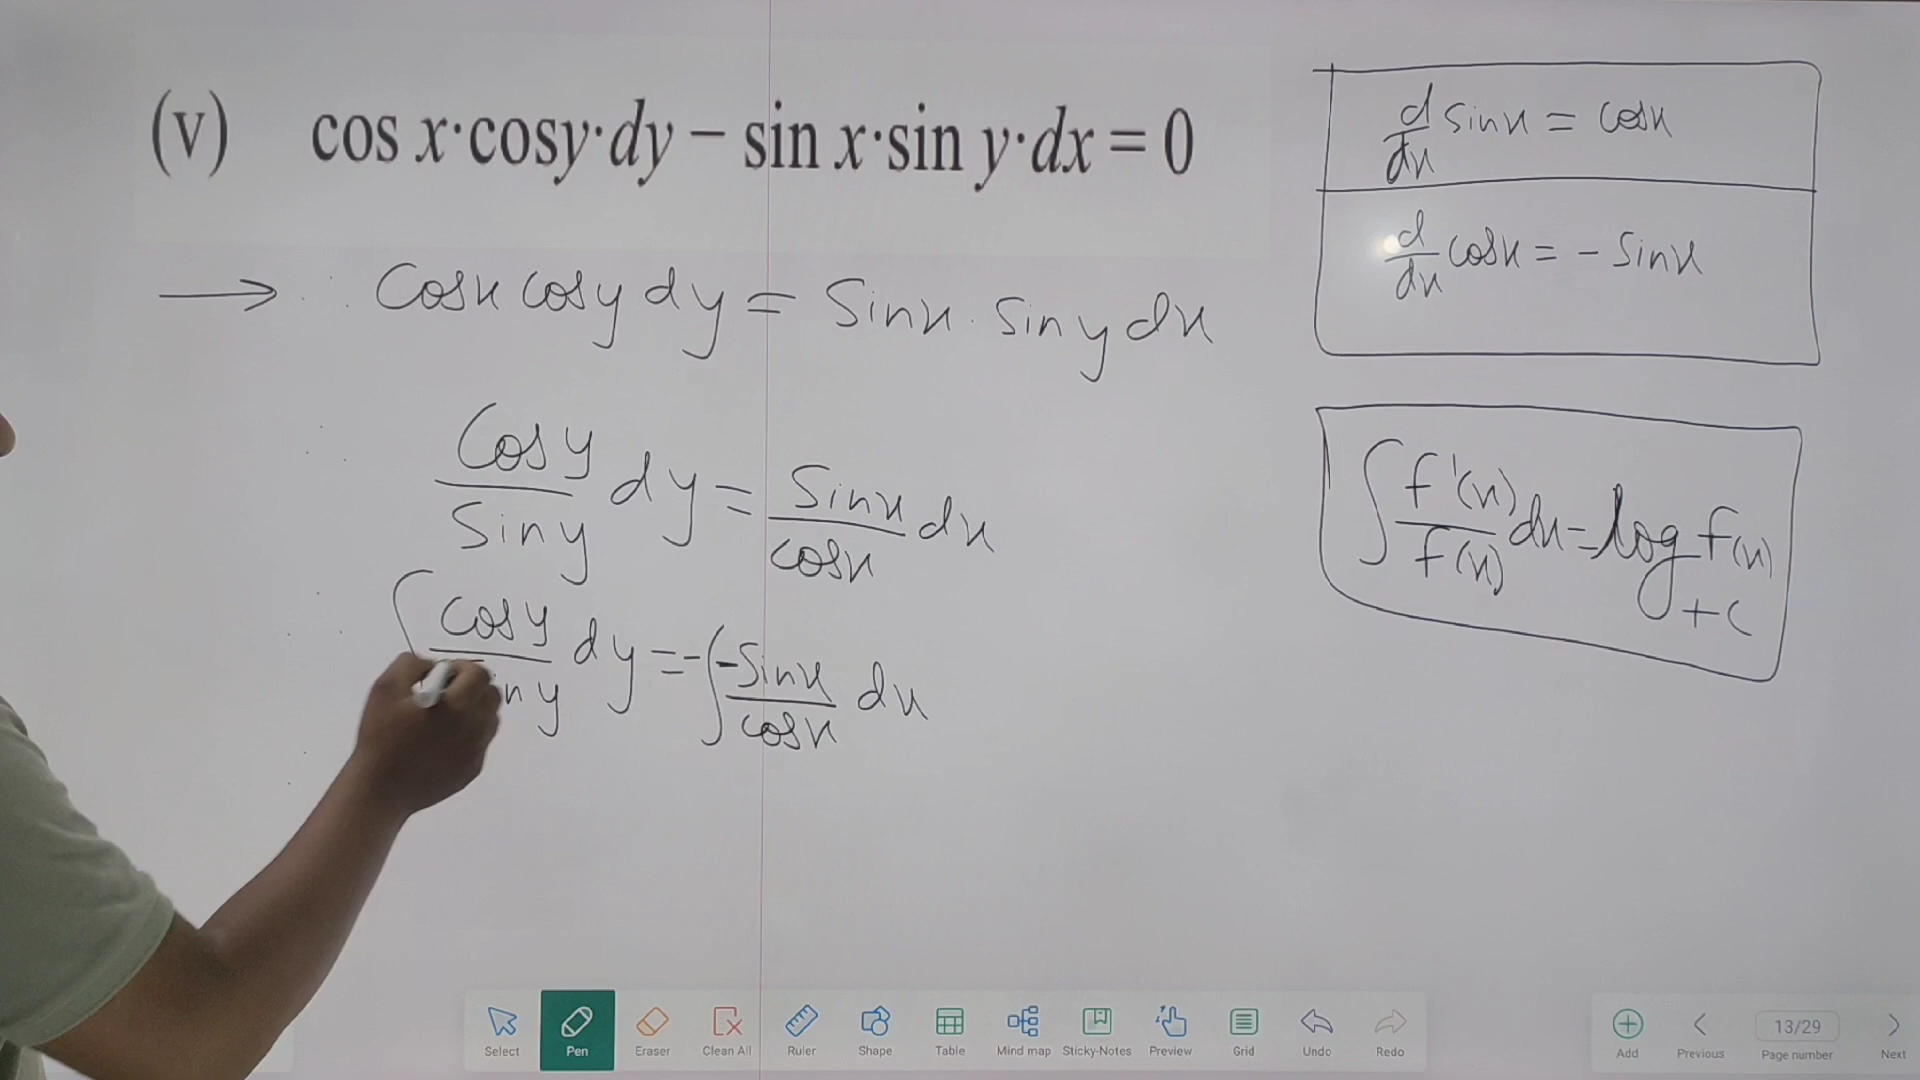 (v) cos x·cosy·dy – sin x·sin y·dx = 0
→ Cosx cosy dy = Sinx . Siny dx
Cosy/Siny dy = Sinx/cosx dx
∫ cosy/ny dy = -∫ -Sinx/cosx dx
d/dx sinx = cosx
d/dx cosx = - Sinx
∫ f'(x)/f(x) dx = log f(x)
+ c
Select Pen Eraser Clean All Ruler Shape Table Mind map Sticky-Notes Preview Grid Undo Redo
Add Previous 13/29 Page number Next